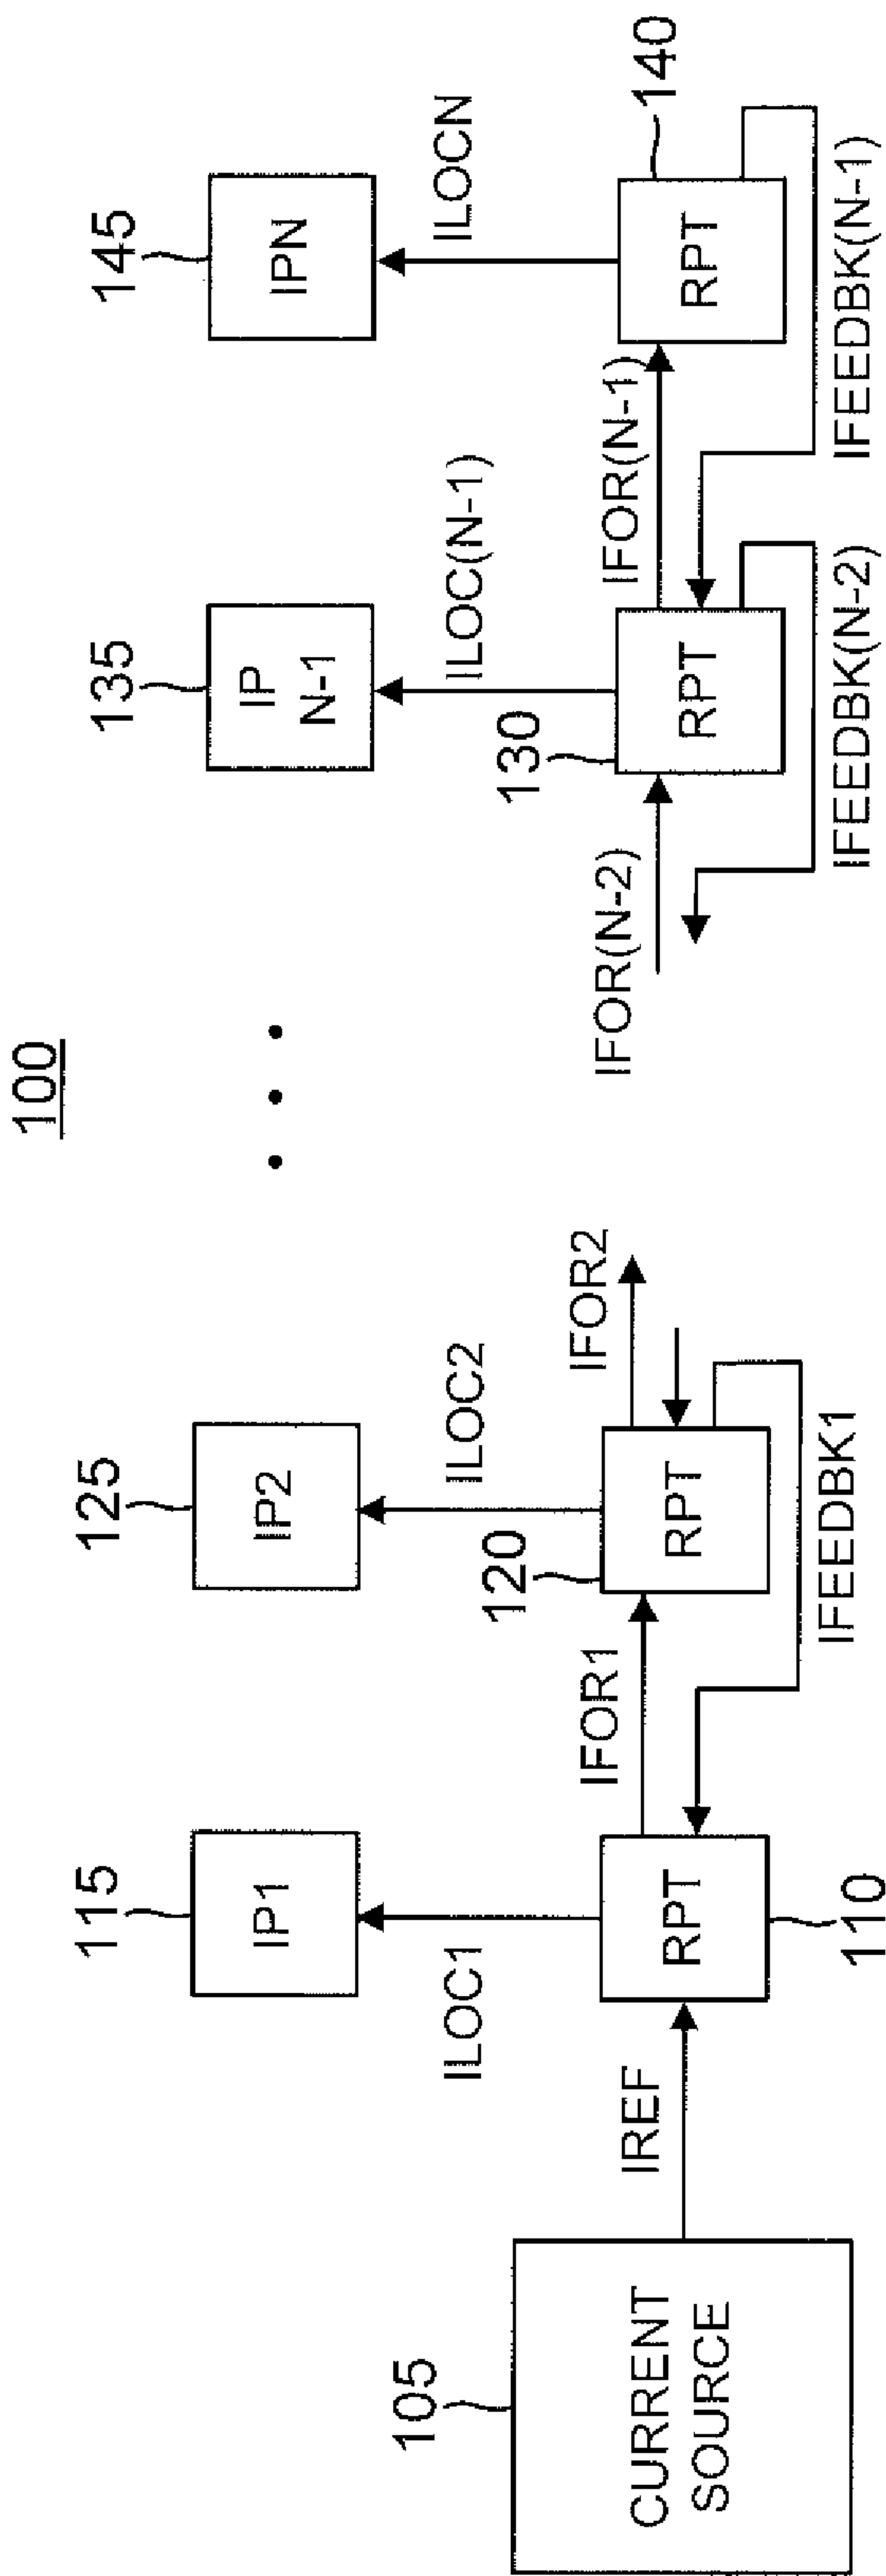 100
105
CURRENT
SOURCE
IREF
110
RPT
ILOC1
115
IP1
IFOR1
IFEEDBK1
120
RPT
ILOC2
125
IP2
IFOR2
IFOR(N-2)
IFEEDBK(N-2)
130
RPT
ILOC(N-1)
135
IP
N-1
IFOR(N-1)
IFEEDBK(N-1)
140
RPT
ILOCN
145
IPN